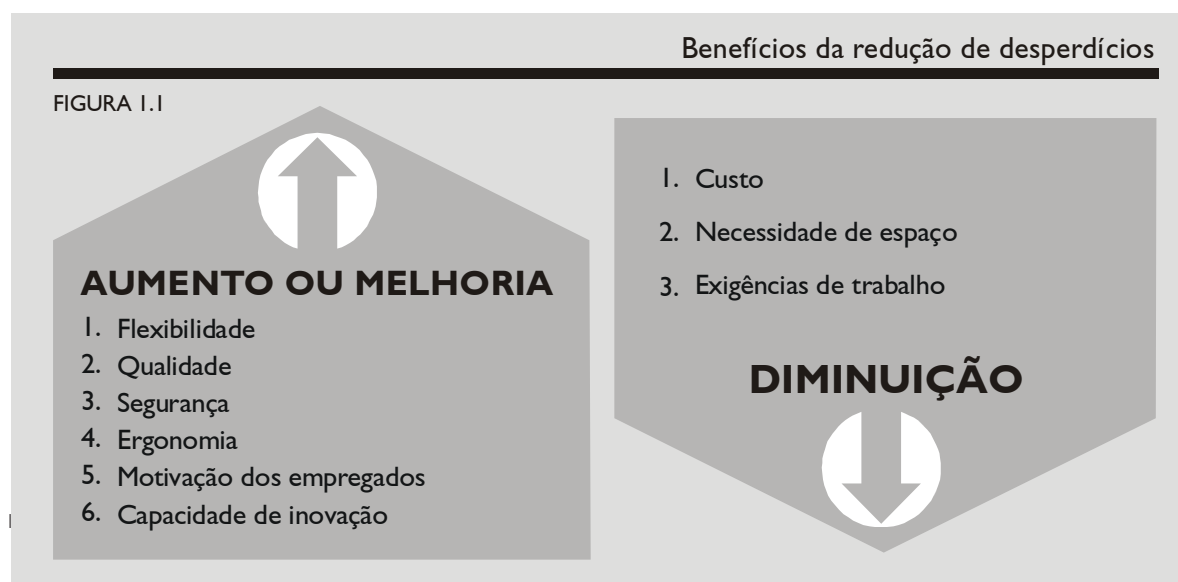 Benefícios da redução de desperdícios
FIGURA 1.1
AUMENTO OU MELHORIA
1. Flexibilidade
2. Qualidade
3. Segurança
4. Ergonomia
5. Motivação dos empregados
6. Capacidade de inovação
1. Custo
2. Necessidade de espaço
3. Exigências de trabalho
DIMINUIÇÃO